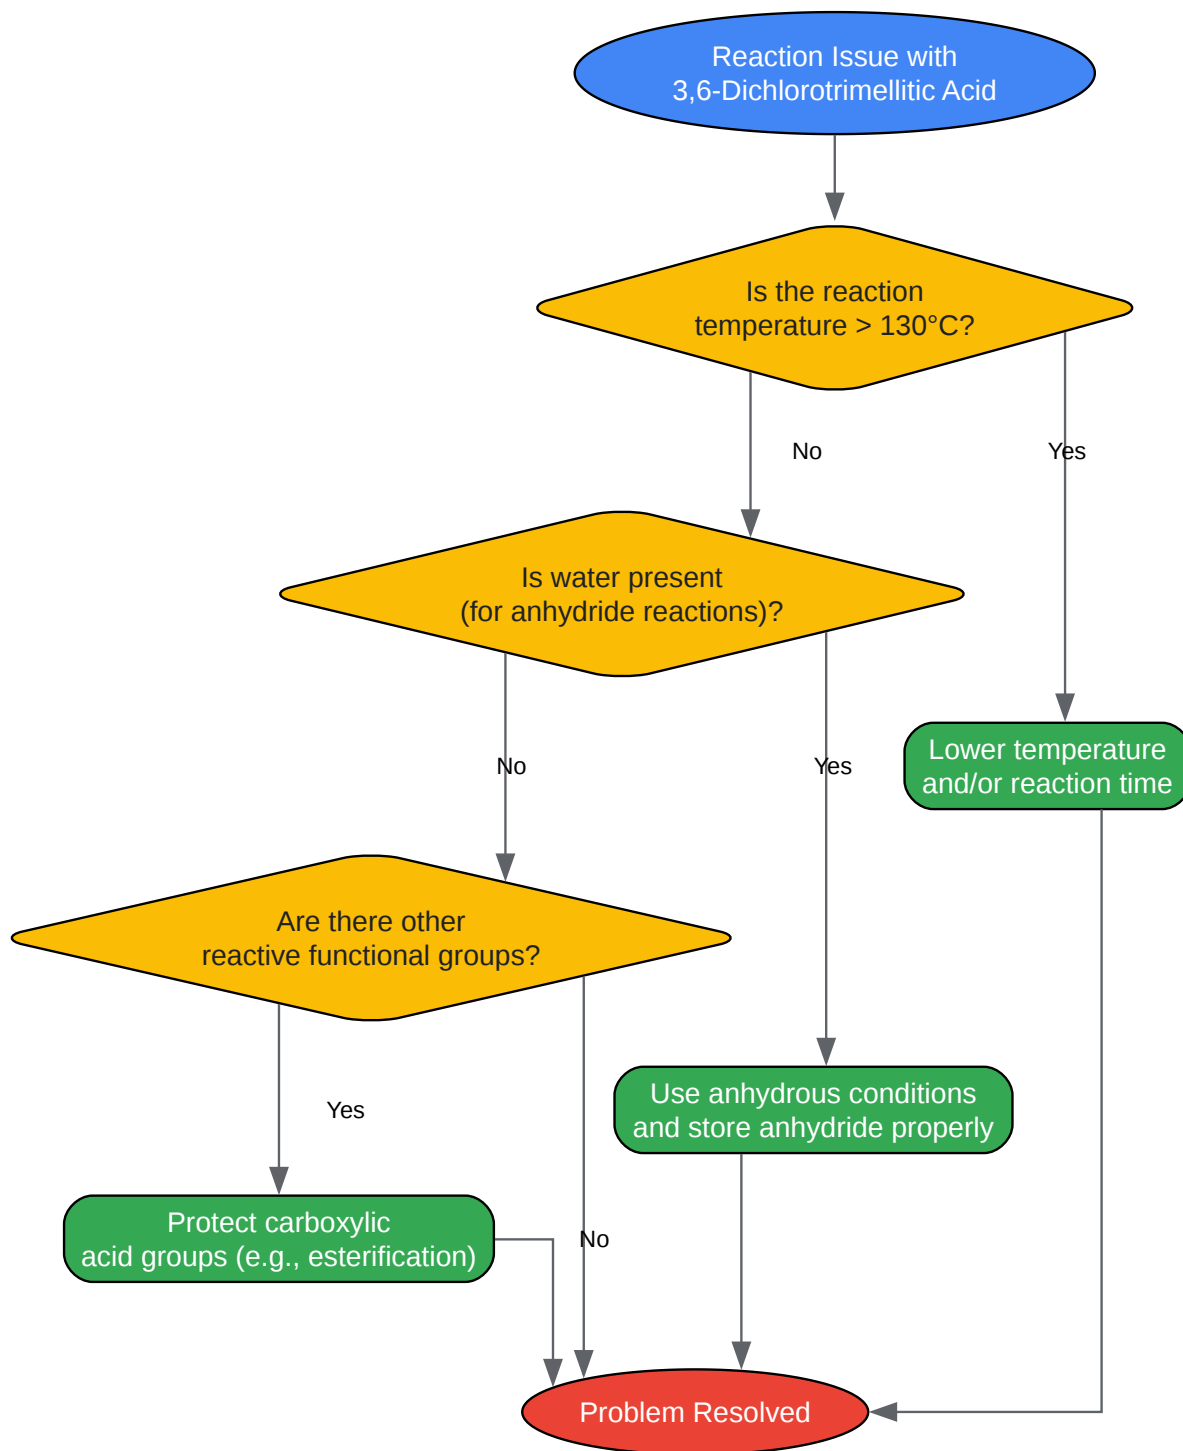 Reaction Issue with
3,6-Dichlorotrimellitic Acid
Is the reaction
temperature > 130°C?
No
Yes
Is water present
(for anhydride reactions)?
Lower temperature
and/or reaction time
No
Yes
Are there other
reactive functional groups?
Use anhydrous conditions
and store anhydride properly
Yes
Protect carboxylic
acid groups (e.g., esterification)
No
Problem Resolved